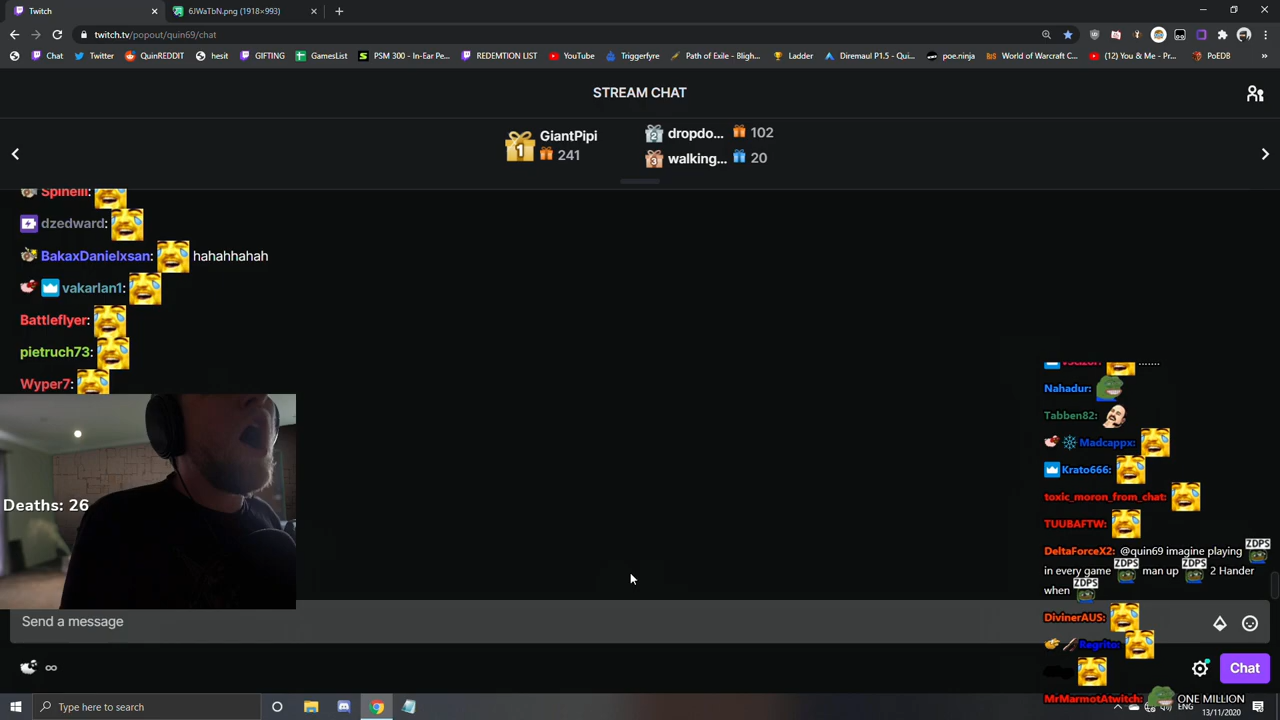 Twitch
6JWaTbN.png (1918×993)
twitch.tv/popout/quin69/chat
Chat
Twitter
QuinREDDIT
hesit
GIFTING
GamesList
PSM 300 - In-Ear Pe...
REDEMTION LIST
YouTube
Triggerfyre
Path of Exile - Bligh...
Ladder
Diremaul P1.5 - Qui...
poe.ninja
World of Warcraft C...
(12) You & Me - Pr...
PoEDB
STREAM CHAT
1 GiantPipi
241
2 dropdo... 102
3 walking... 20
Spinelli:
dzedward:
BakaxDanielxsan: hahahhahah
vakarlan1:
Battleflyer:
pietruch73:
Wyper7:
Deaths: 26
Nahadur:
Tabben82:
Madcappx:
Krato666:
toxic_moron_from_chat:
TUUBAFTW:
DeltaForceX2: @quin69 imagine playing ZDPS
in every game ZDPS man up ZDPS 2 Hander
when ZDPS
DivinerAUS:
Regrito:
MrMarmotAtwitch: ONE MILLION
Send a message
Chat
Type here to search
ENG
13/11/2020